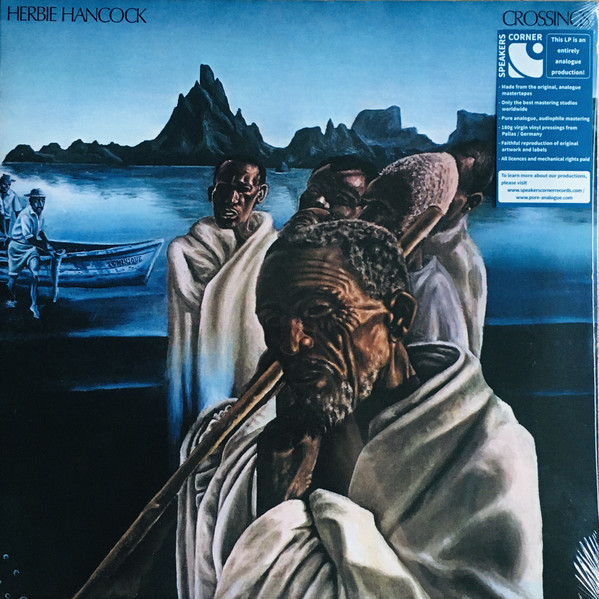 HERBIE HANCOCK
CROSSINGS
SPEAKERS
CORNER
This LP is an
entirely
analogue
production!
- Made from the original, analogue
mastertapes
- Only the best mastering studios
worldwide
- Pure analogue, audiophile mastering
- 180g virgin vinyl pressings from
Pallas / Germany
- Faithful reproduction of original
artwork and labels
- All licences and mechanical rights paid
To learn more about our productions,
please visit
www.speakerscornerrecords.com /
www.pure-analogue.com